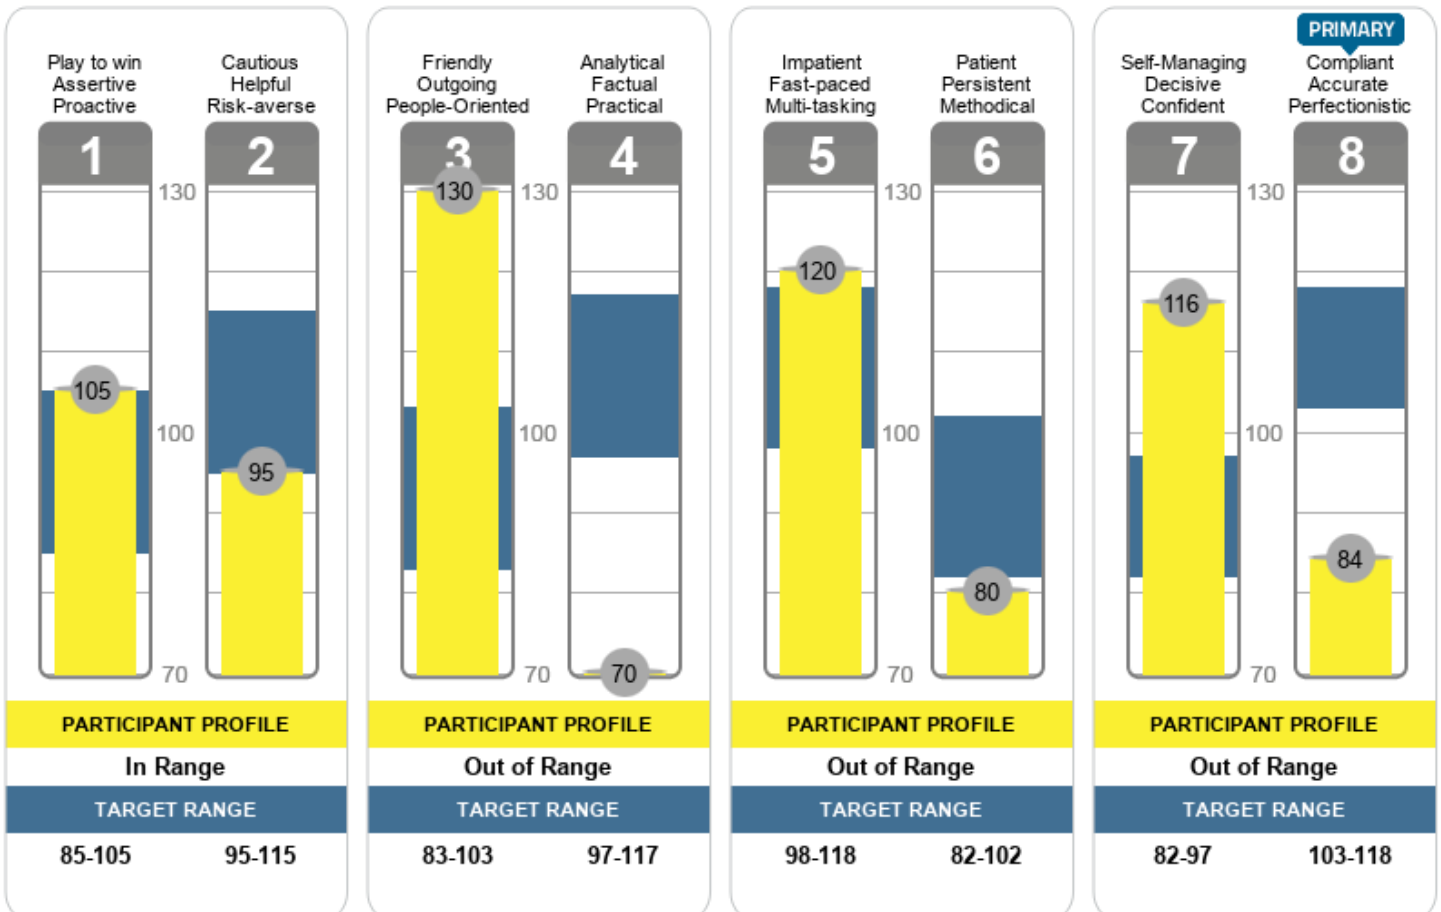 PRIMARY
Play to win
Assertive
Proactive
Cautious
Helpful
Risk-averse
Friendly
Outgoing
People-Oriented
Analytical
Factual
Practical
Impatient
Fast-paced
Multi-tasking
Patient
Persistent
Methodical
Self-Managing
Decisive
Confident
Compliant
Accurate
Perfectionistic
1
2
3
4
5
6
7
8
130
130
130
130
130
120
116
105
100
95
100
100
100
84
80
70
70
70
70
70
PARTICIPANT PROFILE
PARTICIPANT PROFILE
PARTICIPANT PROFILE
PARTICIPANT PROFILE
In Range
Out of Range
Out of Range
Out of Range
TARGET RANGE
TARGET RANGE
TARGET RANGE
TARGET RANGE
85-105
95-115
83-103
97-117
98-118
82-102
82-97
103-118